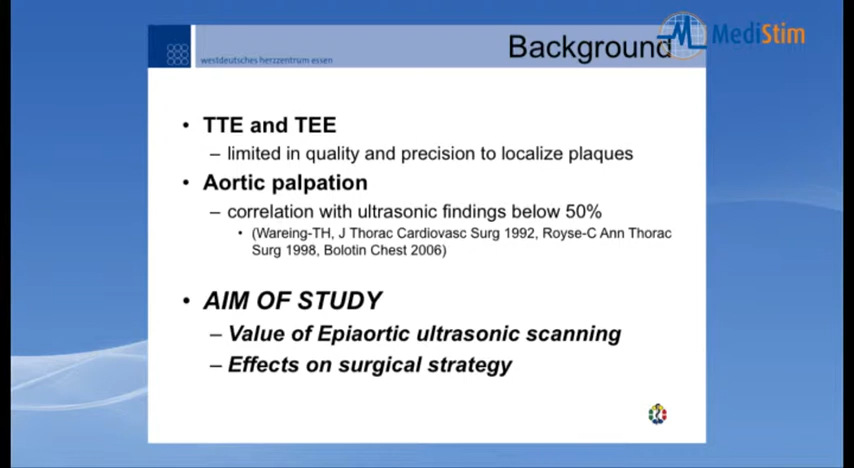 MediStim
Background
westdeutsches herzzentrum essen
• TTE and TEE
– limited in quality and precision to localize plaques
• Aortic palpation
– correlation with ultrasonic findings below 50%
• (Wareing-TH, J Thorac Cardiovasc Surg 1992, Royse-C Ann Thorac
Surg 1998, Bolotin Chest 2006)
• AIM OF STUDY
– Value of Epiaortic ultrasonic scanning
– Effects on surgical strategy